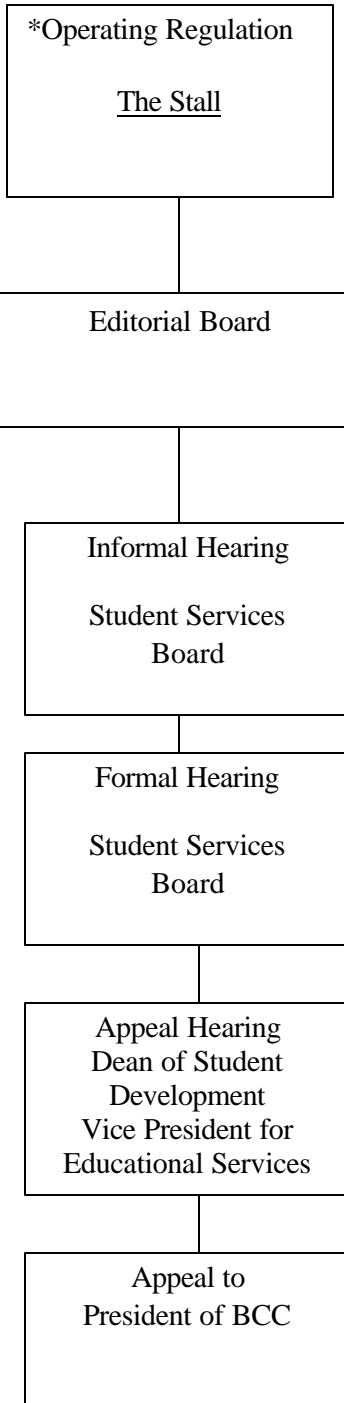 *Operating Regulation
The Stall
Editorial Board
Informal Hearing
Student Services
Board
Formal Hearing
Student Services
Board
Appeal Hearing
Dean of Student
Development
Vice President for
Educational Services
Appeal to
President of BCC